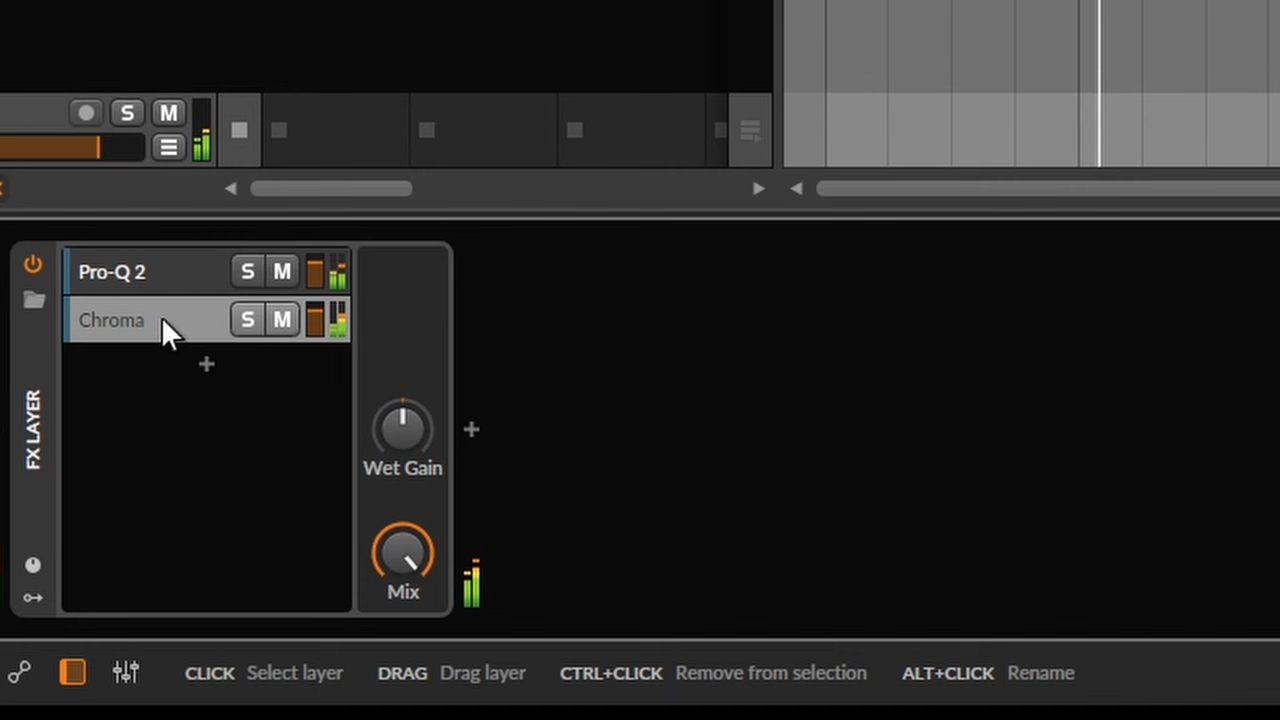 S M
Pro-Q 2 S M
Chroma S M
FX LAYER
Wet Gain
Mix
CLICK Select layer DRAG Drag layer CTRL+CLICK Remove from selection ALT+CLICK Rename